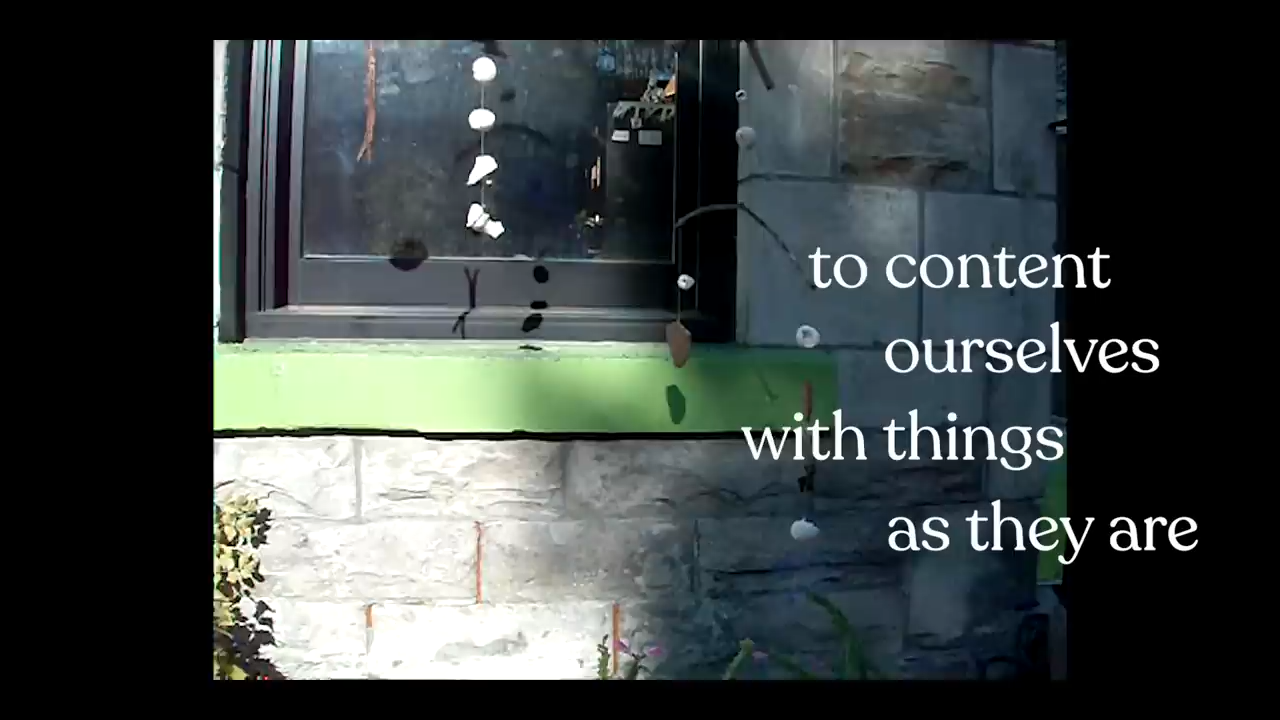 to content
ourselves
with things
as they are